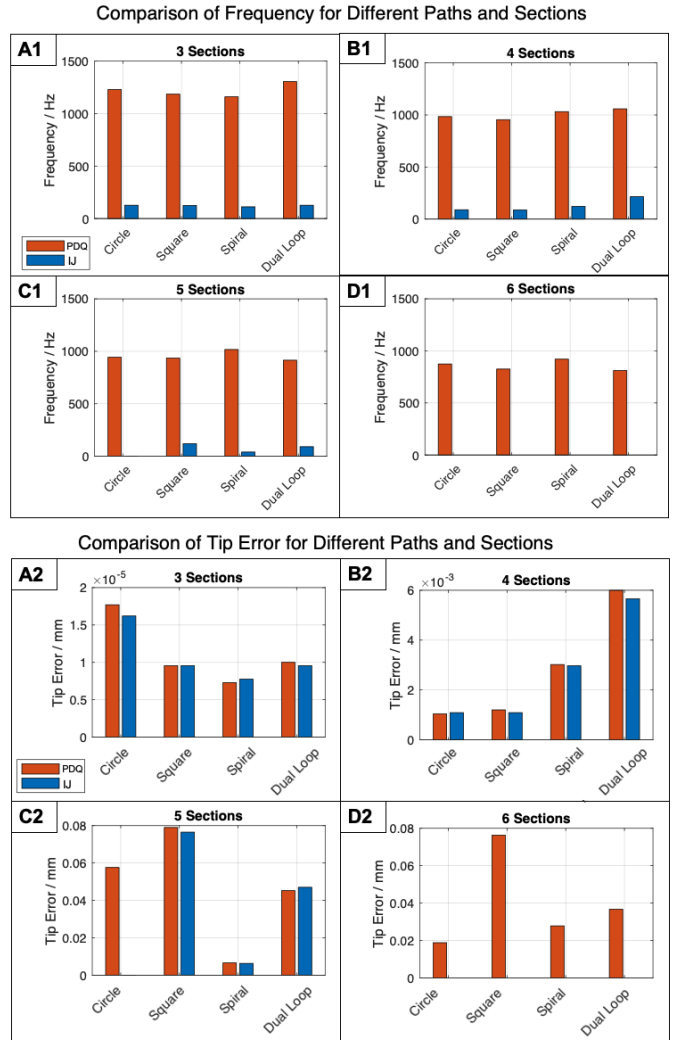 Comparison of Frequency for Different Paths and Sections
A1
3 Sections
Frequency / Hz
1500
1000
500
0
Circle
Square
Spiral
Dual Loop
PDQ
IJ
B1
4 Sections
Frequency / Hz
1500
1000
500
0
Circle
Square
Spiral
Dual Loop
C1
5 Sections
Frequency / Hz
1500
1000
500
0
Circle
Square
Spiral
Dual Loop
D1
6 Sections
Frequency / Hz
1500
1000
500
0
Circle
Square
Spiral
Dual Loop
Comparison of Tip Error for Different Paths and Sections
A2
×10⁻⁵
3 Sections
Tip Error / mm
2
1.5
1
0.5
0
Circle
Square
Spiral
Dual Loop
PDQ
IJ
B2
×10⁻³
4 Sections
Tip Error / mm
6
4
2
0
Circle
Square
Spiral
Dual Loop
C2
5 Sections
Tip Error / mm
0.08
0.06
0.04
0.02
0
Circle
Square
Spiral
Dual Loop
D2
6 Sections
Tip Error / mm
0.08
0.06
0.04
0.02
0
Circle
Square
Spiral
Dual Loop